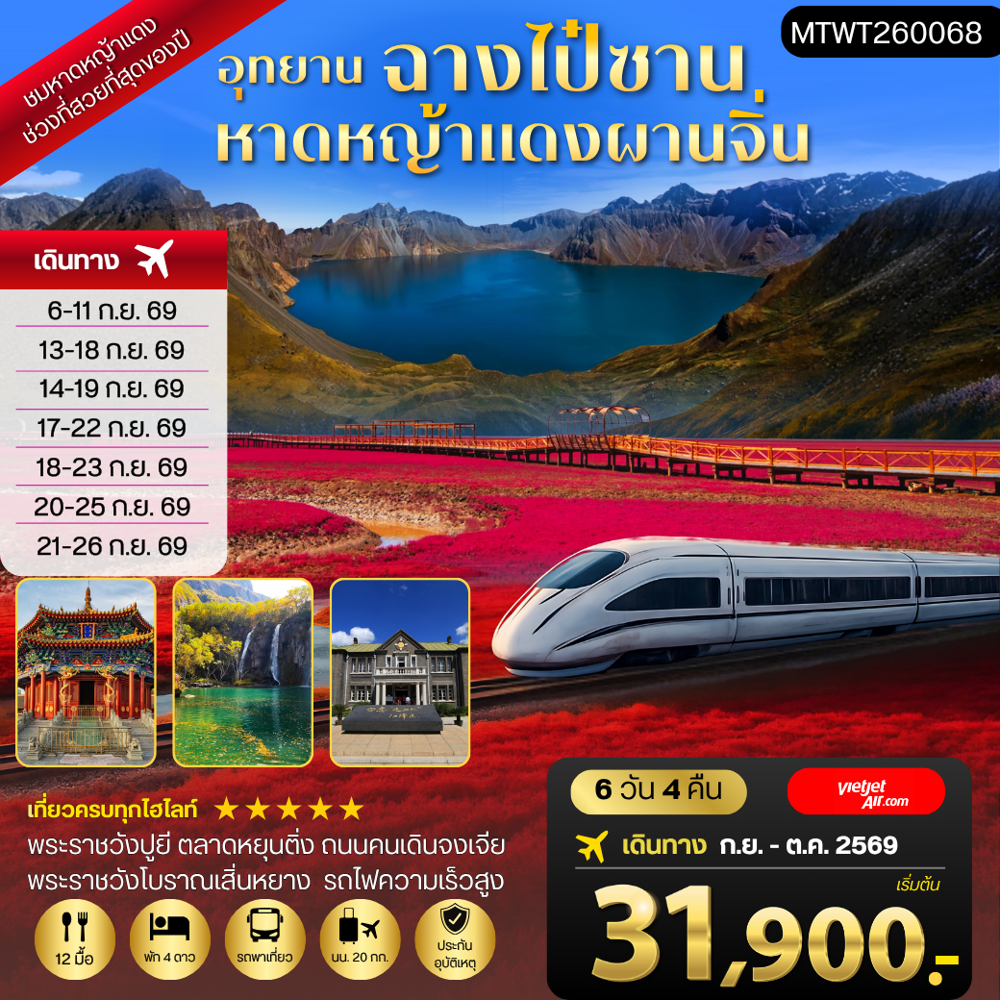 ชมหาดหญ้าแดง
ช่วงที่สวยที่สุดของปี
MTWT260068
อุทยาน ฉางไป๋ซาน
หาดหญ้าแดงผานจิ่น
เดินทาง
6-11 ก.ย. 69
13-18 ก.ย. 69
14-19 ก.ย. 69
17-22 ก.ย. 69
18-23 ก.ย. 69
20-25 ก.ย. 69
21-26 ก.ย. 69
เที่ยวครบทุกไฮไลท์
พระราชวังปูยี ตลาดหยุนติ่ง ถนนคนเดินจงเจีย
พระราชวังโบราณเสิ่นหยาง รถไฟความเร็วสูง
12 มื้อ
พัก 4 ดาว
รถพาเที่ยว
นน. 20 กก.
ประกัน
อุบัติเหตุ
6 วัน 4 คืน
vietjet
Air.com
เดินทาง ก.ย. - ต.ค. 2569
เริ่มต้น
31,900.-